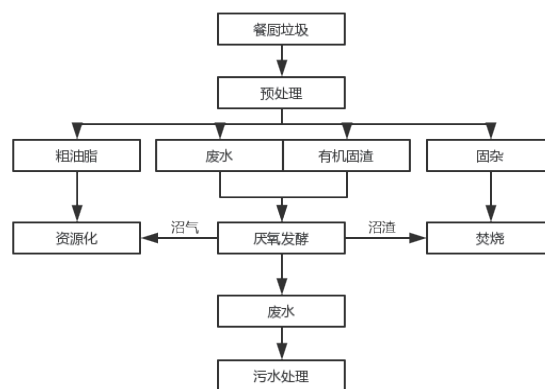 餐厨垃圾
预处理
粗油脂
废水
有机固渣
固杂
资源化
沼气
厌氧发酵
沼渣
焚烧
废水
污水处理